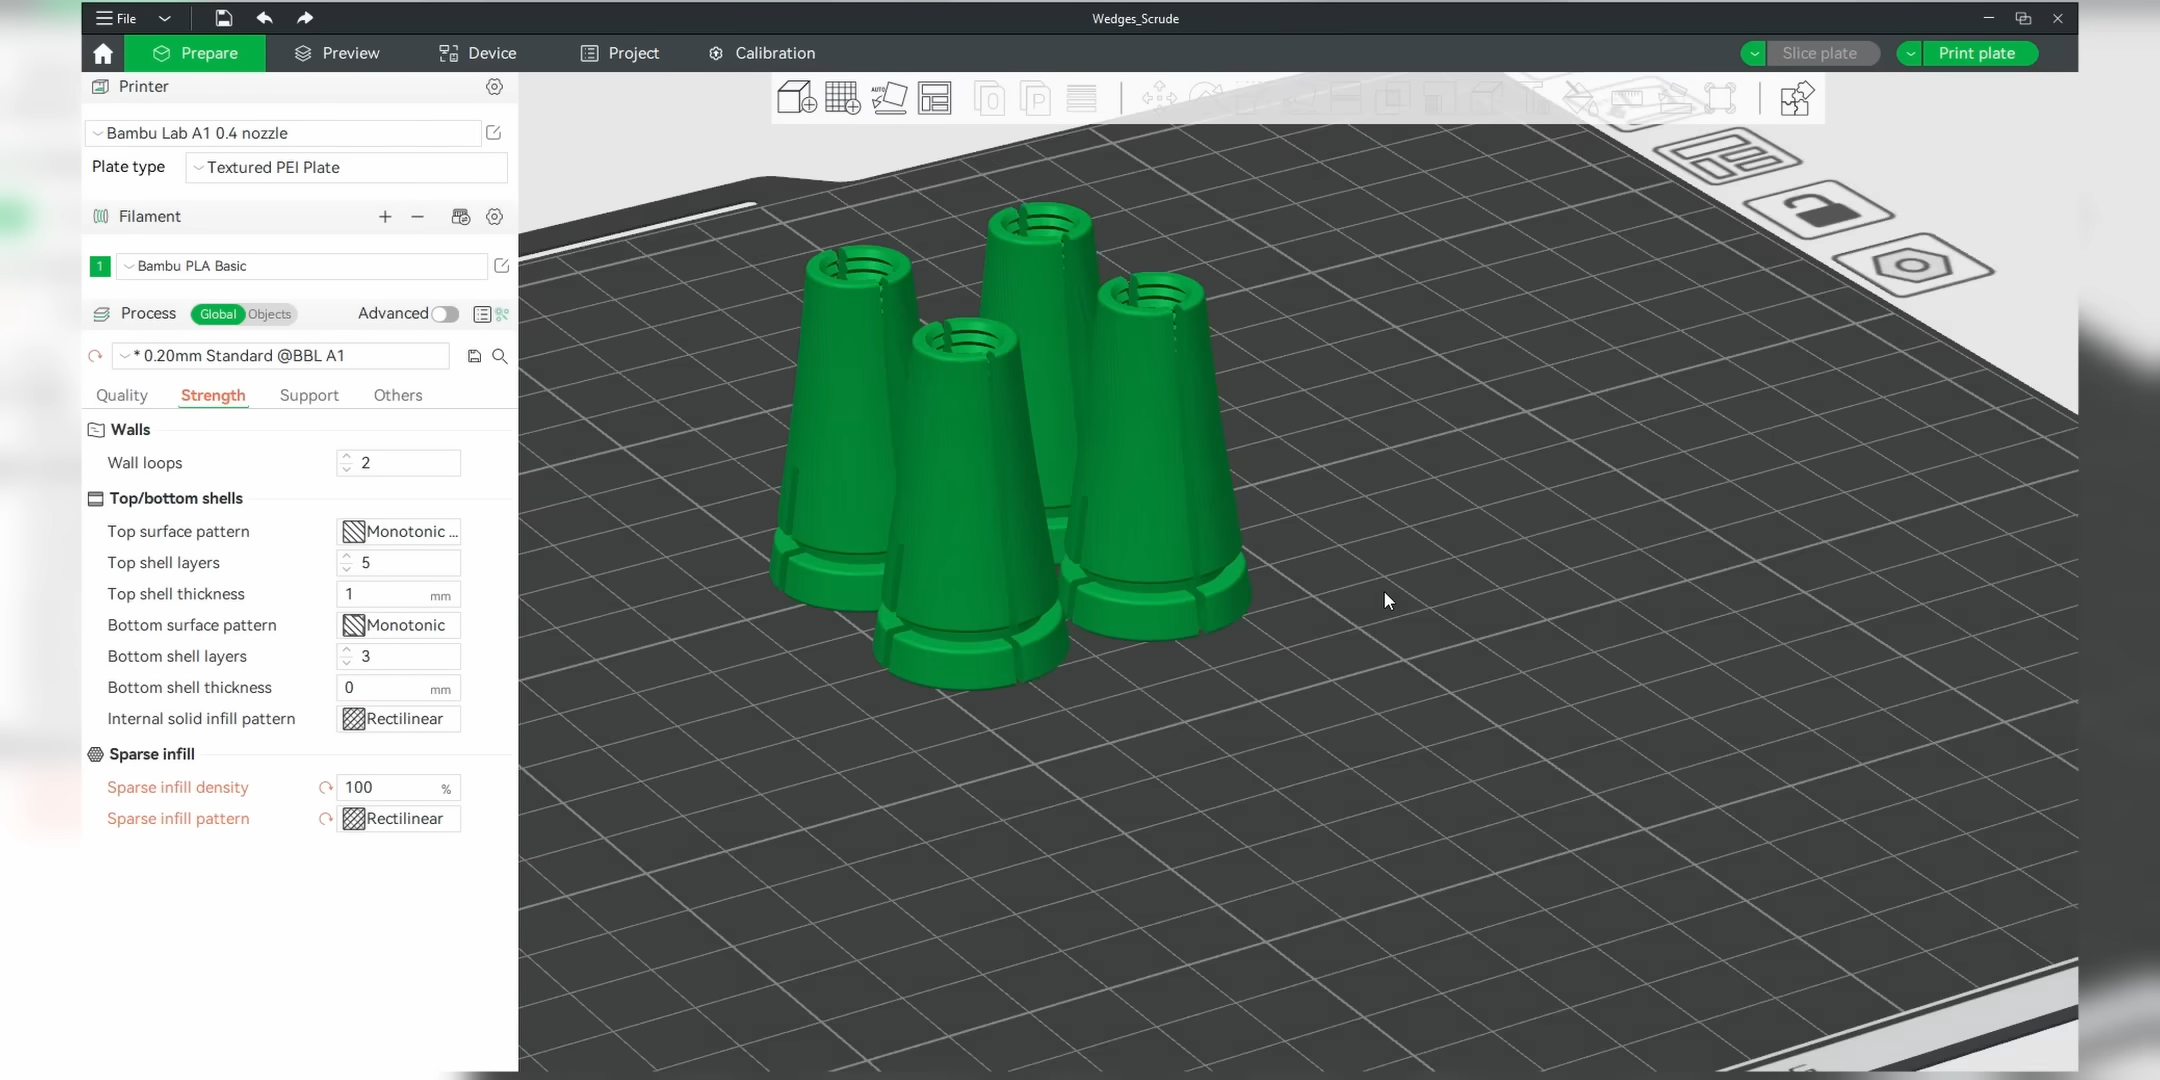 File
Wedges_Scrude
Prepare
Preview
Device
Project
Calibration
Slice plate
Print plate
Printer
Bambu Lab A1 0.4 nozzle
Plate type
Textured PEI Plate
Filament
1
Bambu PLA Basic
Process
Global
Objects
Advanced
* 0.20mm Standard @BBL A1
Quality
Strength
Support
Others
Walls
Wall loops
2
Top/bottom shells
Top surface pattern
Monotonic ...
Top shell layers
5
Top shell thickness
1 mm
Bottom surface pattern
Monotonic
Bottom shell layers
3
Bottom shell thickness
0 mm
Internal solid infill pattern
Rectilinear
Sparse infill
Sparse infill density
100 %
Sparse infill pattern
Rectilinear
AUTO